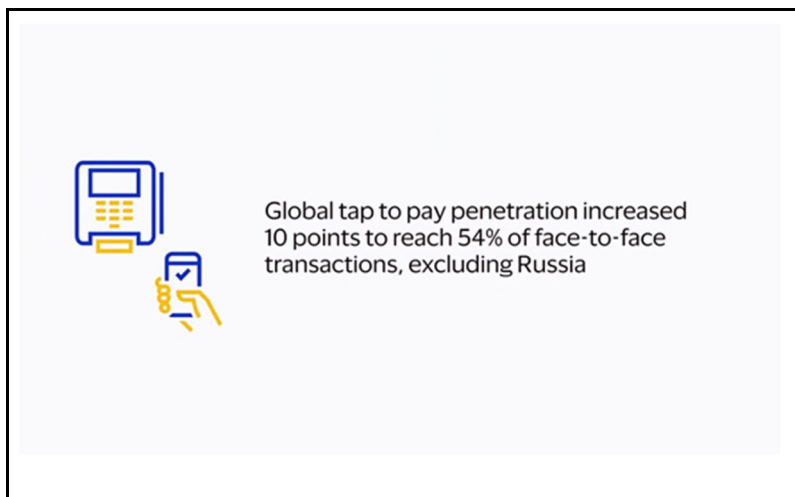 Global tap to pay penetration increased
10 points to reach 54% of face-to-face
transactions, excluding Russia